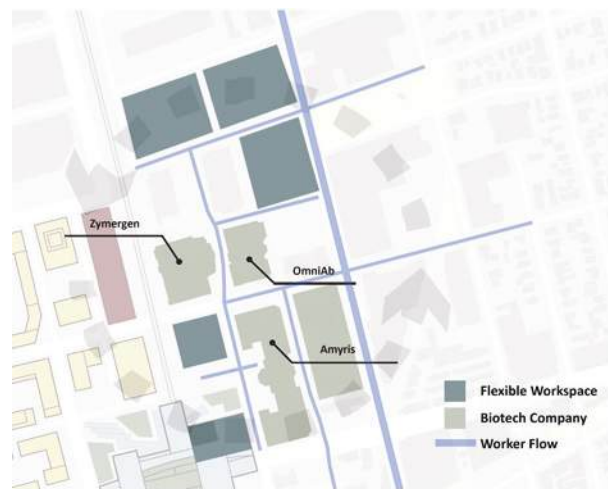 Zymergen
OmniAb
Amyris
Flexible Workspace
Biotech Company
Worker Flow